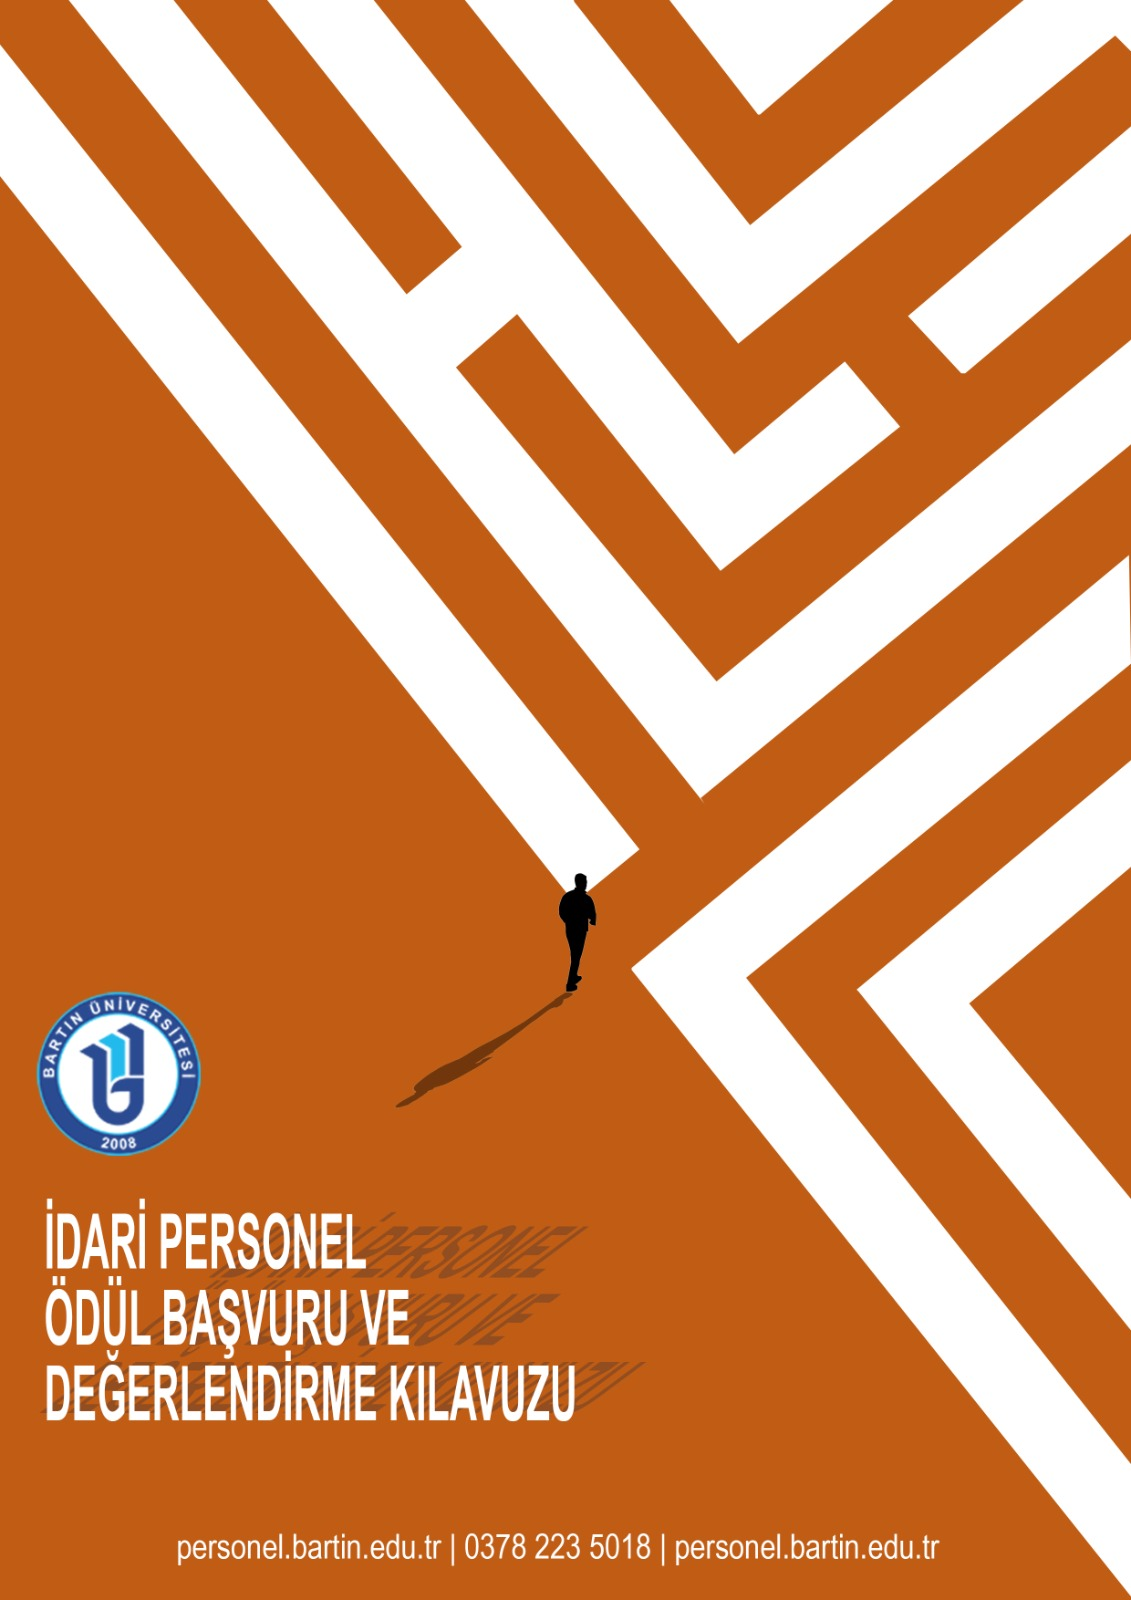 BARTIN ÜNİVERSİTESİ
2008
İDARİ PERSONEL
ÖDÜL BAŞVURU VE
DEĞERLENDİRME KILAVUZU
personel.bartin.edu.tr | 0378 223 5018 | personel.bartin.edu.tr